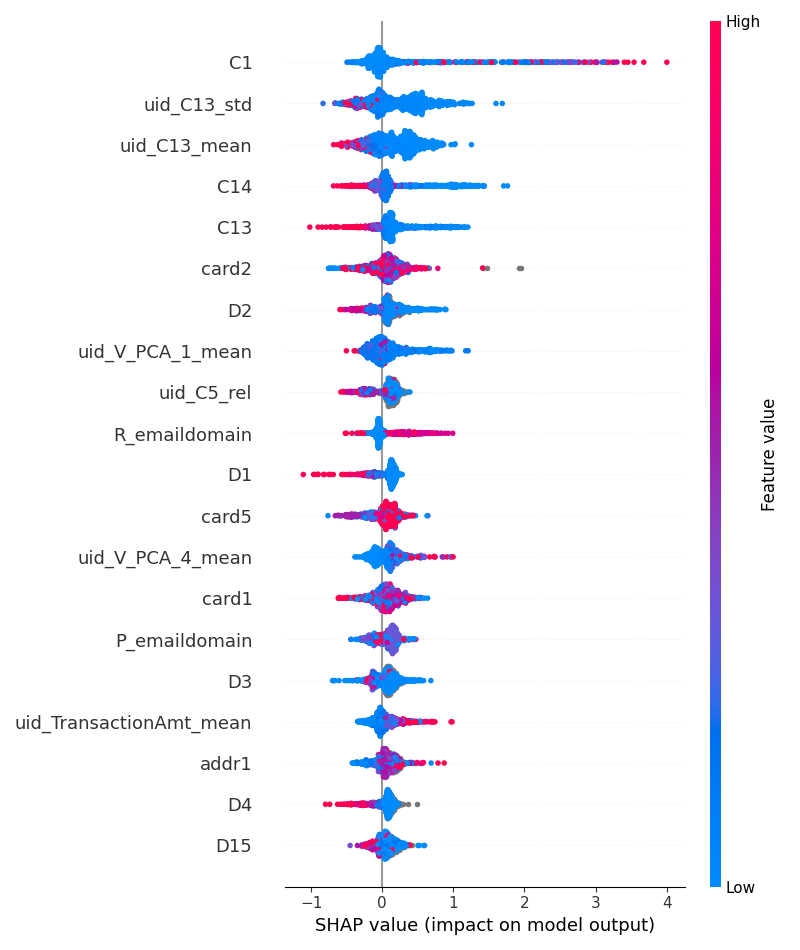 High
C1
uid_C13_std
uid_C13_mean
C14
C13
card2
D2
uid_V_PCA_1_mean
uid_C5_rel
R_emaildomain
D1
card5
uid_V_PCA_4_mean
card1
P_emaildomain
D3
uid_TransactionAmt_mean
addr1
D4
D15
Feature value
Low
−1 0 1 2 3 4
SHAP value (impact on model output)